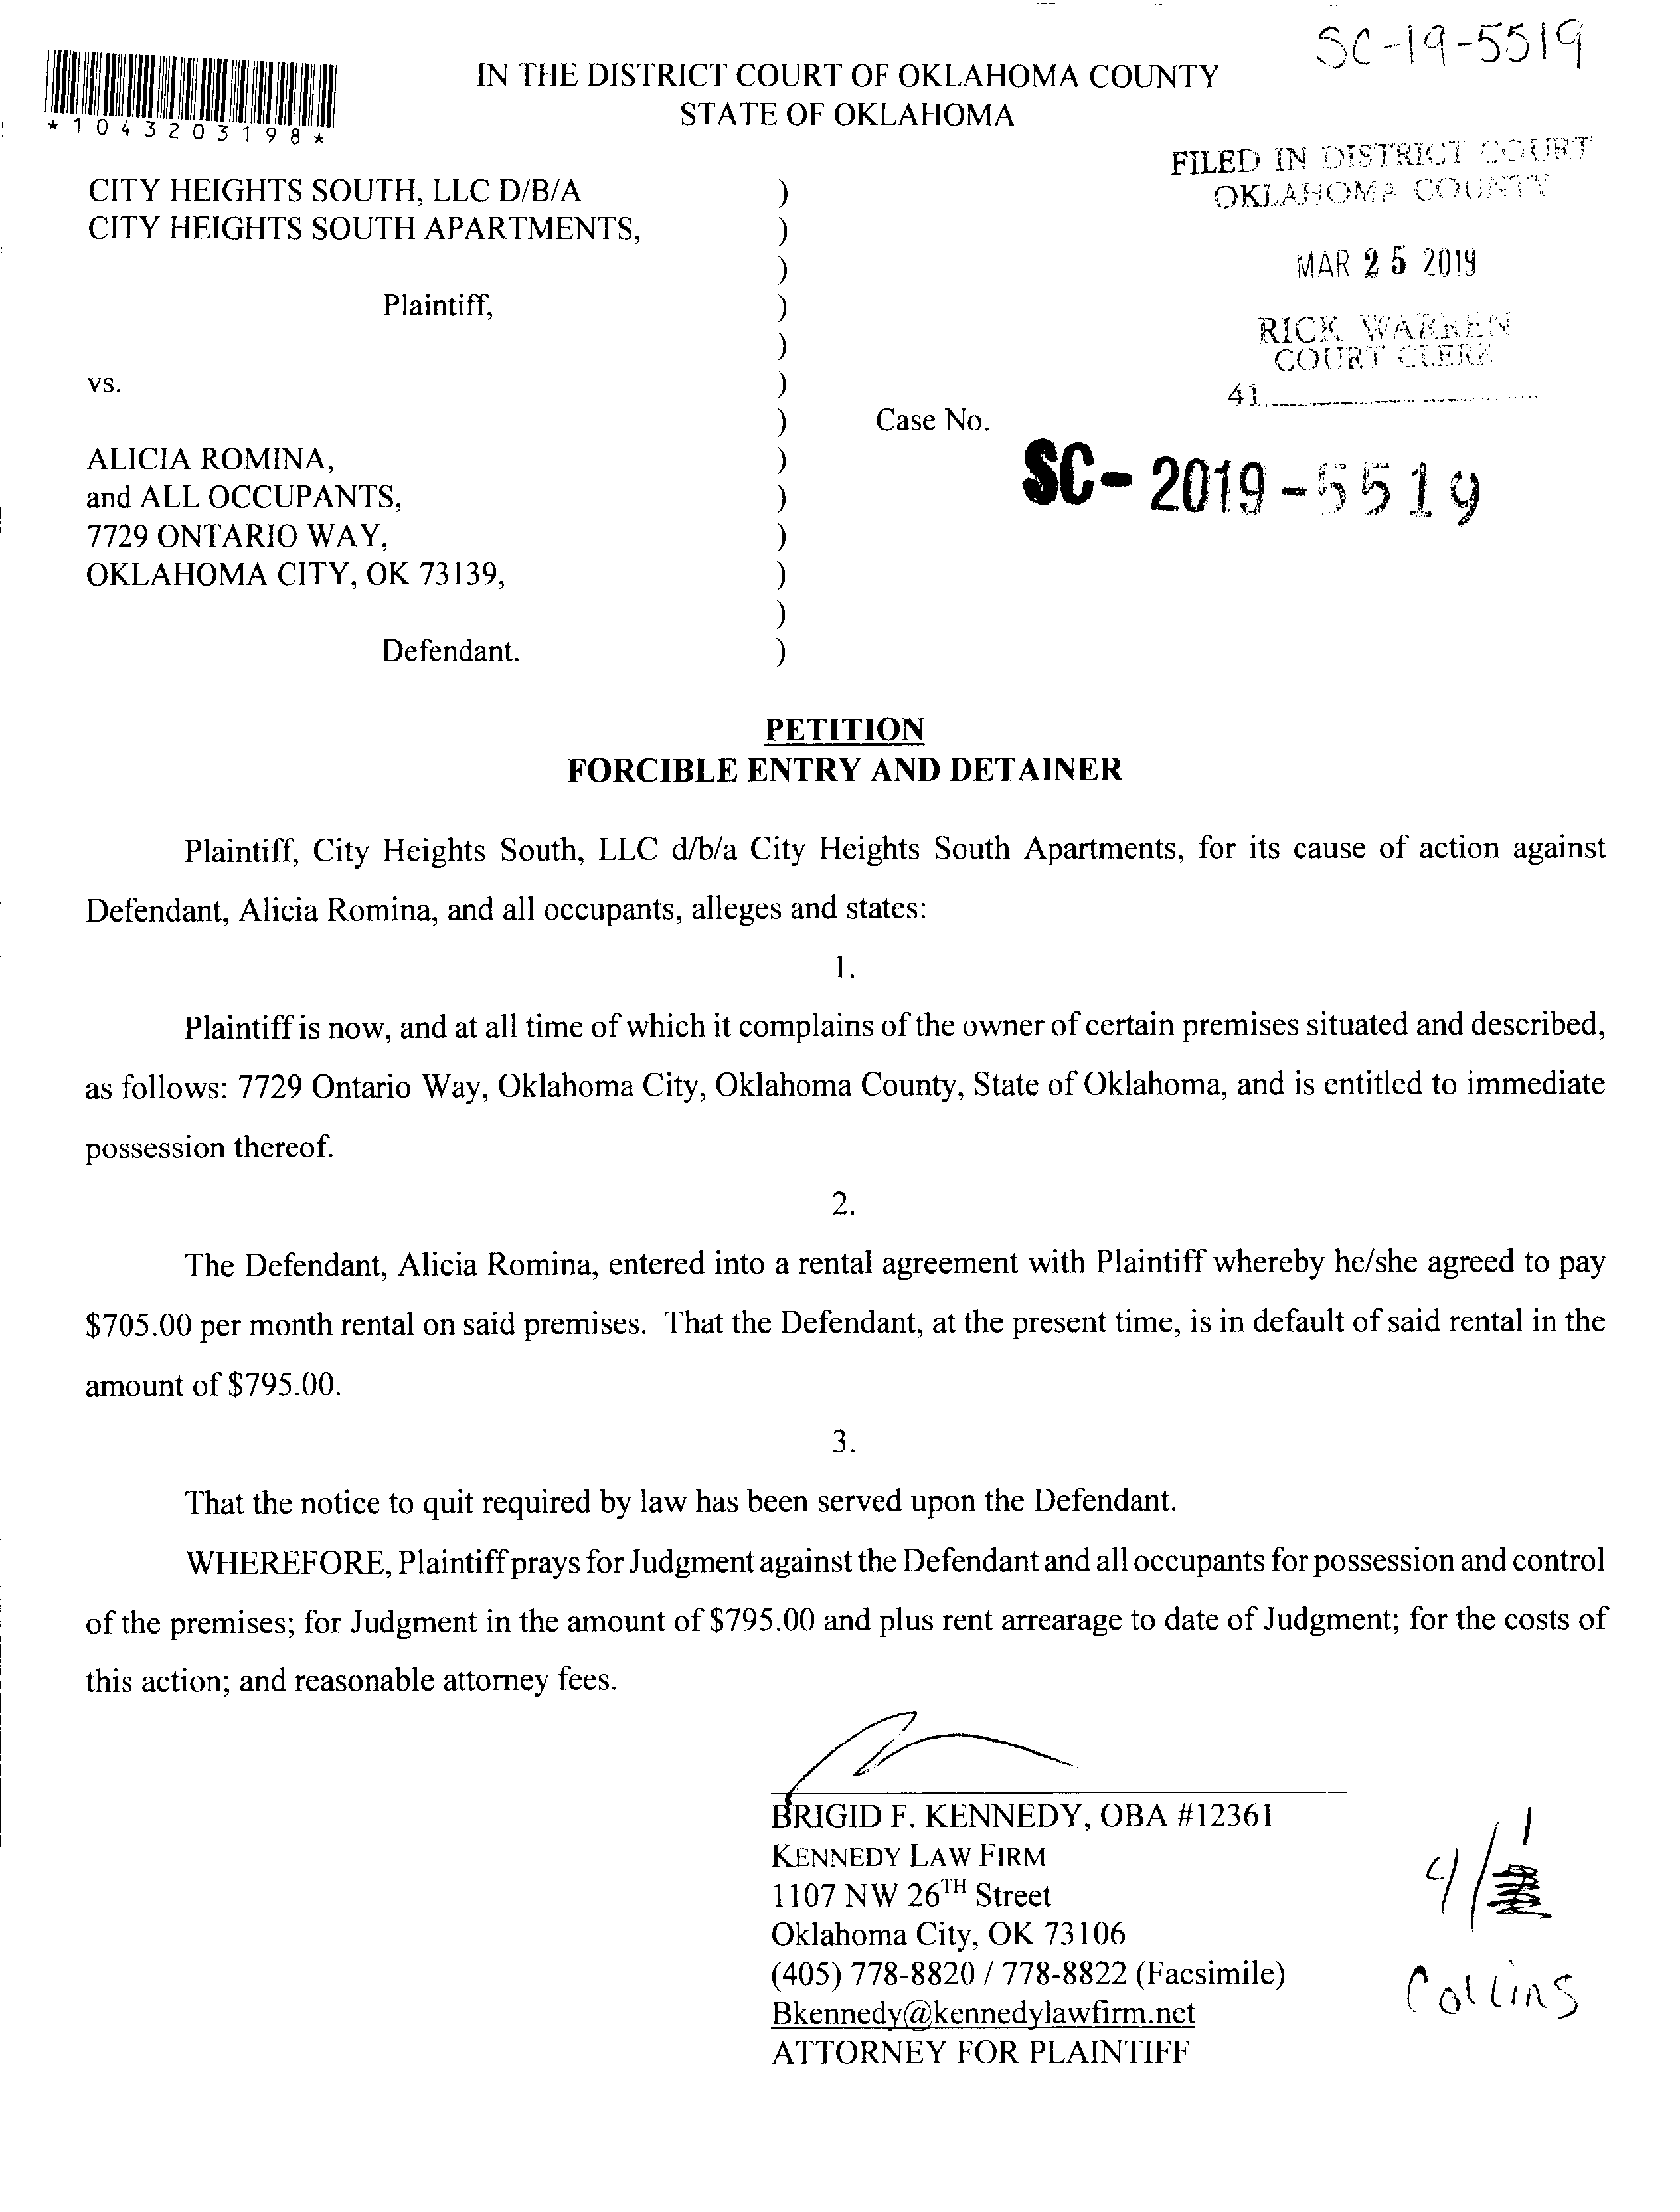 SC-19-5519
IN THE DISTRICT COURT OF OKLAHOMA COUNTY
STATE OF OKLAHOMA
*1043203198*
FILED IN DISTRICT COURT
OKLAHOMA COUNTY
MAR 25 2019
RICK WARREN
COURT CLERK
41
CITY HEIGHTS SOUTH, LLC D/B/A )
CITY HEIGHTS SOUTH APARTMENTS, )
)
Plaintiff, )
)
vs. )
) Case No.
SC-2019-5519
ALICIA ROMINA, )
and ALL OCCUPANTS, )
7729 ONTARIO WAY, )
OKLAHOMA CITY, OK 73139, )
)
Defendant. )
PETITION
FORCIBLE ENTRY AND DETAINER
Plaintiff, City Heights South, LLC d/b/a City Heights South Apartments, for its cause of action against
Defendant, Alicia Romina, and all occupants, alleges and states:
1.
Plaintiff is now, and at all time of which it complains of the owner of certain premises situated and described,
as follows: 7729 Ontario Way, Oklahoma City, Oklahoma County, State of Oklahoma, and is entitled to immediate
possession thereof.
2.
The Defendant, Alicia Romina, entered into a rental agreement with Plaintiff whereby he/she agreed to pay
$705.00 per month rental on said premises. That the Defendant, at the present time, is in default of said rental in the
amount of $795.00.
3.
That the notice to quit required by law has been served upon the Defendant.
WHEREFORE, Plaintiff prays for Judgment against the Defendant and all occupants for possession and control
of the premises; for Judgment in the amount of $795.00 and plus rent arrearage to date of Judgment; for the costs of
this action; and reasonable attorney fees.
BRIGID F. KENNEDY, OBA #12361
KENNEDY LAW FIRM
1107 NW 26TH Street
Oklahoma City, OK 73106
(405) 778-8820 / 778-8822 (Facsimile)
Bkennedy@kennedylawfirm.net
ATTORNEY FOR PLAINTIFF
4/1
Collins